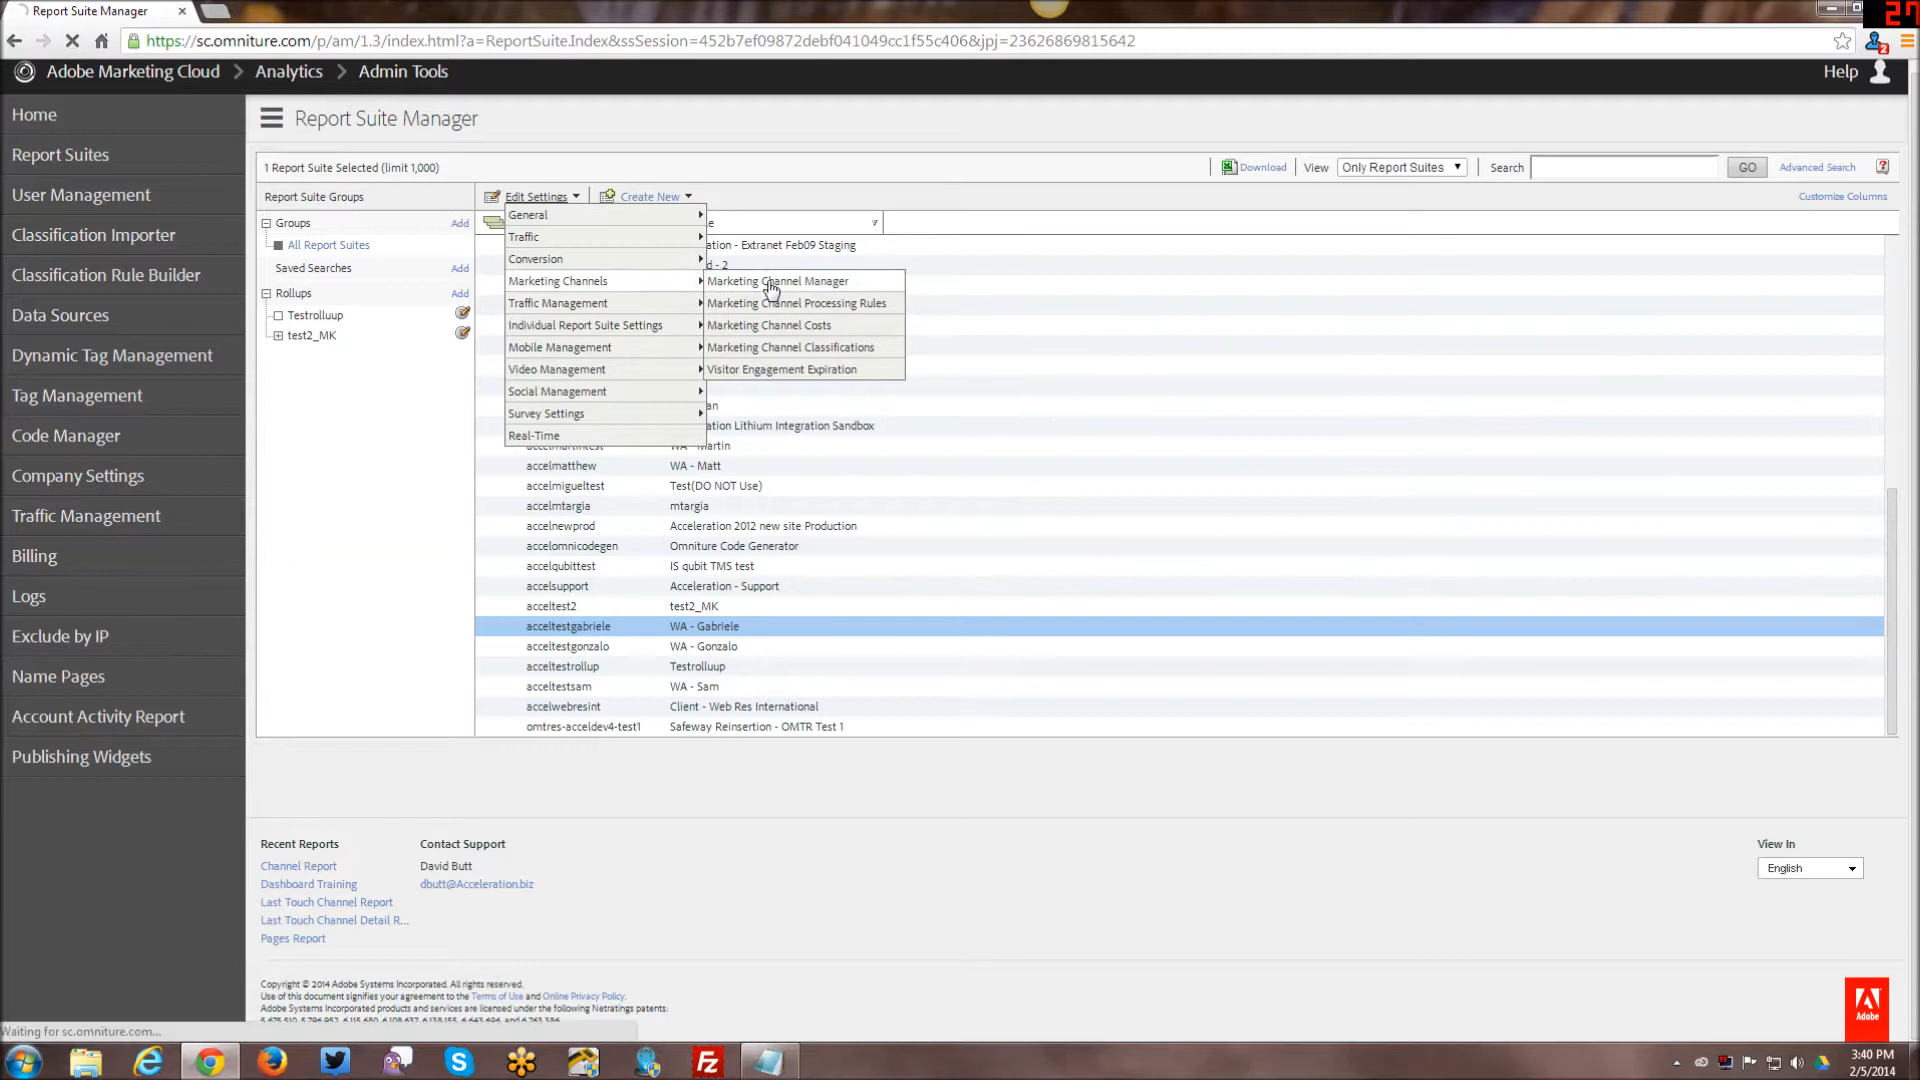 Report Suite Manager
https://sc.omniture.com/p/am/1.3/index.html?a=ReportSuite.Index&ssSession=452b7ef09872debf041049cc1f55c406&jpj=23626869815642
2
Adobe Marketing Cloud > Analytics > Admin Tools
Help
Home
Report Suites
User Management
Classification Importer
Classification Rule Builder
Data Sources
Dynamic Tag Management
Tag Management
Code Manager
Company Settings
Traffic Management
Billing
Logs
Exclude by IP
Name Pages
Account Activity Report
Publishing Widgets
Report Suite Manager
1 Report Suite Selected (limit 1,000)
Download
View
Only Report Suites
Search
GO
Advanced Search
Report Suite Groups
Edit Settings
Create New
Customize Columns
Groups
Add
All Report Suites
Saved Searches
Add
Rollups
Add
Testrolluup
test2_MK
General
Traffic
Conversion
Marketing Channels
Traffic Management
Individual Report Suite Settings
Mobile Management
Video Management
Social Management
Survey Settings
Real-Time
Marketing Channel Manager
Marketing Channel Processing Rules
Marketing Channel Costs
Marketing Channel Classifications
Visitor Engagement Expiration
ation - Extranet Feb09 Staging
d - 2
an
ation Lithium Integration Sandbox
accelmartintest WA - Martin
accelmatthew WA - Matt
accelmigueltest Test(DO NOT Use)
accelmtargia mtargia
accelnewprod Acceleration 2012 new site Production
accelomnicodegen Omniture Code Generator
accelqubittest IS qubit TMS test
accelsupport Acceleration - Support
acceltest2 test2_MK
acceltestgabriele WA - Gabriele
acceltestgonzalo WA - Gonzalo
acceltestrollup Testrolluup
acceltestsam WA - Sam
accelwebresint Client - Web Res International
omtres-acceldev4-test1 Safeway Reinsertion - OMTR Test 1
Recent Reports
Channel Report
Dashboard Training
Last Touch Channel Report
Last Touch Channel Detail R...
Pages Report
Contact Support
David Butt
dbutt@Acceleration.biz
View In
English
Copyright © 2014 Adobe Systems Incorporated. All rights reserved.
Use of this document signifies your agreement to the Terms of Use and Online Privacy Policy.
Adobe Systems Incorporated products and services are licensed under the following Netratings patents:
Waiting for sc.omniture.com...
Adobe
3:40 PM
2/5/2014